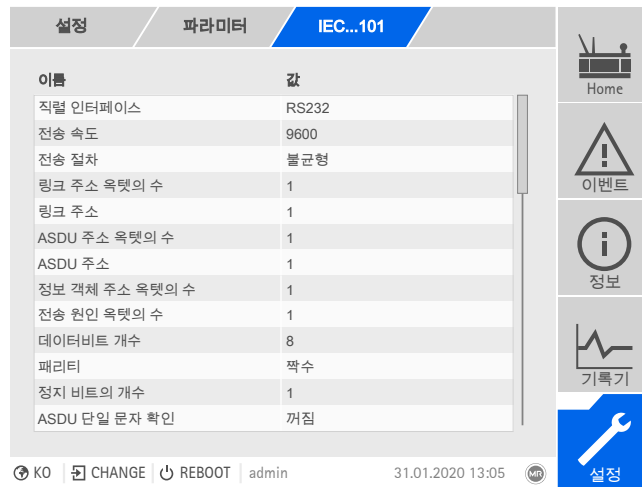 설정 파라미터 IEC...101
이름 값
직렬 인터페이스 RS232
전송 속도 9600
전송 절차 불균형
링크 주소 옥텟의 수 1
링크 주소 1
ASDU 주소 옥텟의 수 1
ASDU 주소 1
정보 객체 주소 옥텟의 수 1
전송 원인 옥텟의 수 1
데이터비트 개수 8
패리티 짝수
정지 비트의 개수 1
ASDU 단일 문자 확인 꺼짐
Home
이벤트
정보
기록기
설정
KO CHANGE REBOOT admin 31.01.2020 13:05 MR